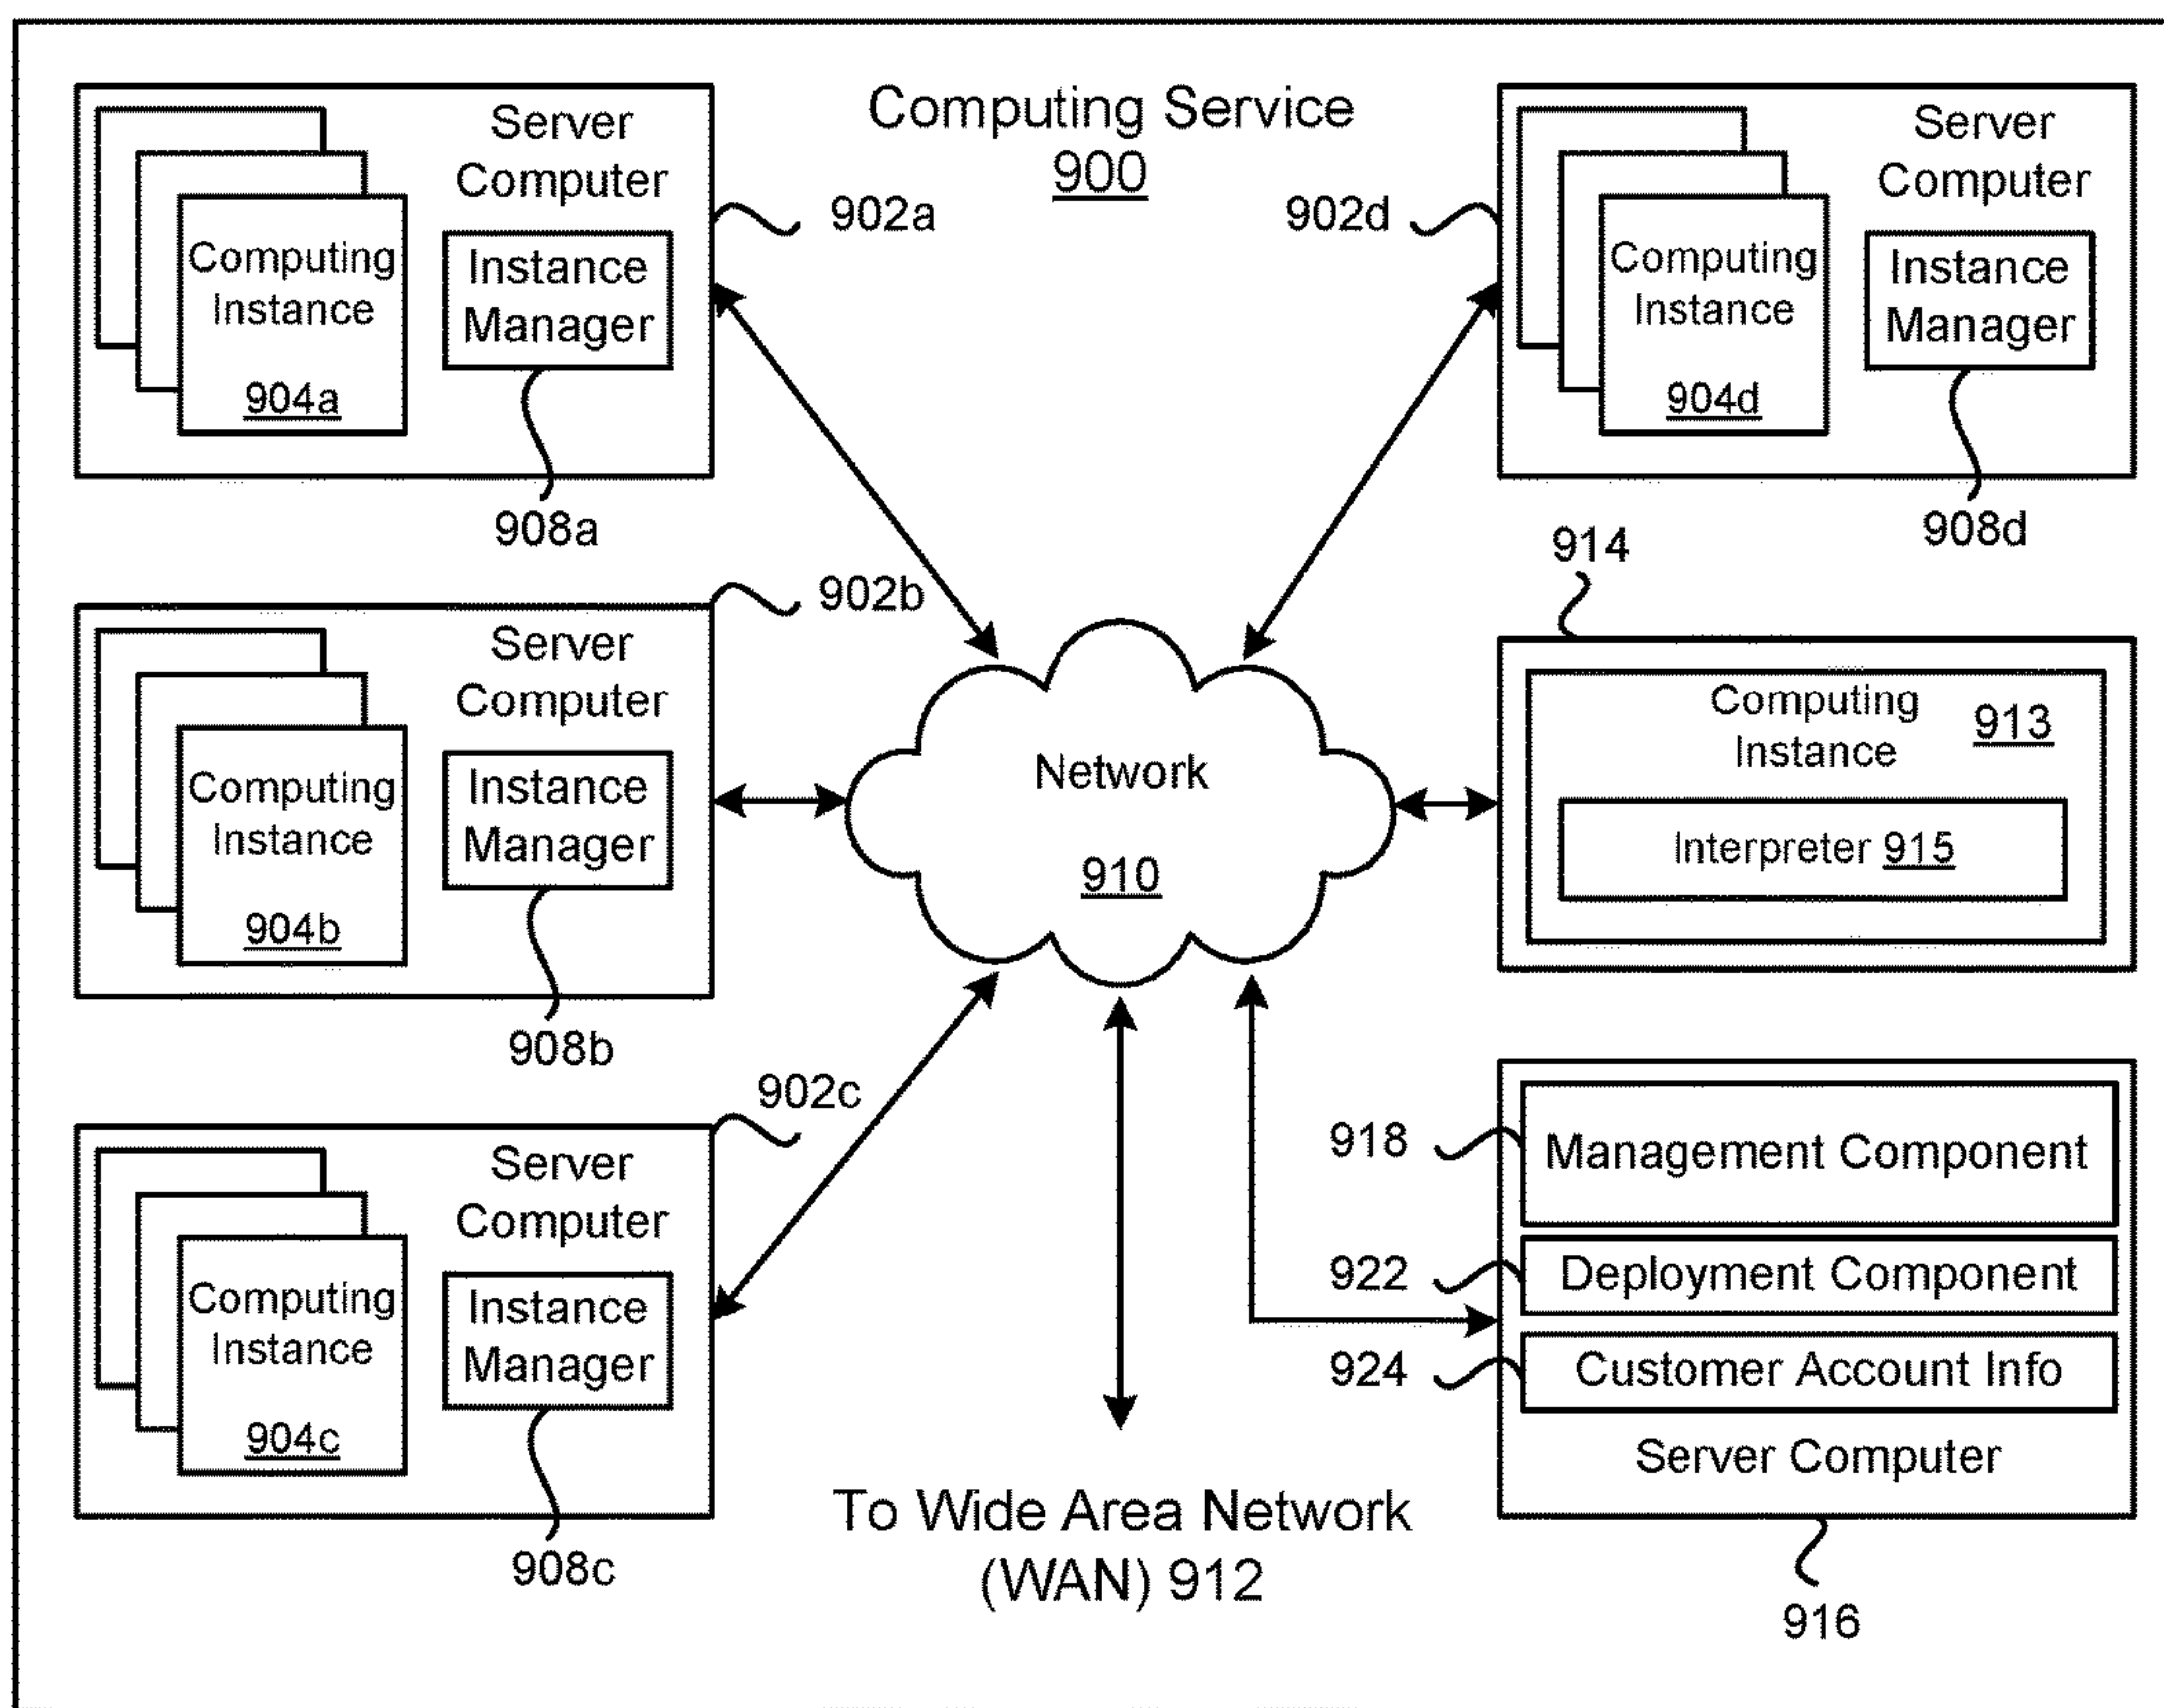 Computing Service
900
Server
Computer
902a
Computing
Instance
904a
Instance
Manager
908a
902d
Server
Computer
Computing
Instance
904d
Instance
Manager
908d
902b
Server
Computer
Computing
Instance
904b
Instance
Manager
908b
Network
910
914
Computing
Instance
913
Interpreter 915
902c
Server
Computer
Computing
Instance
904c
Instance
Manager
908c
To Wide Area Network
(WAN) 912
918
Management Component
922
Deployment Component
924
Customer Account Info
Server Computer
916